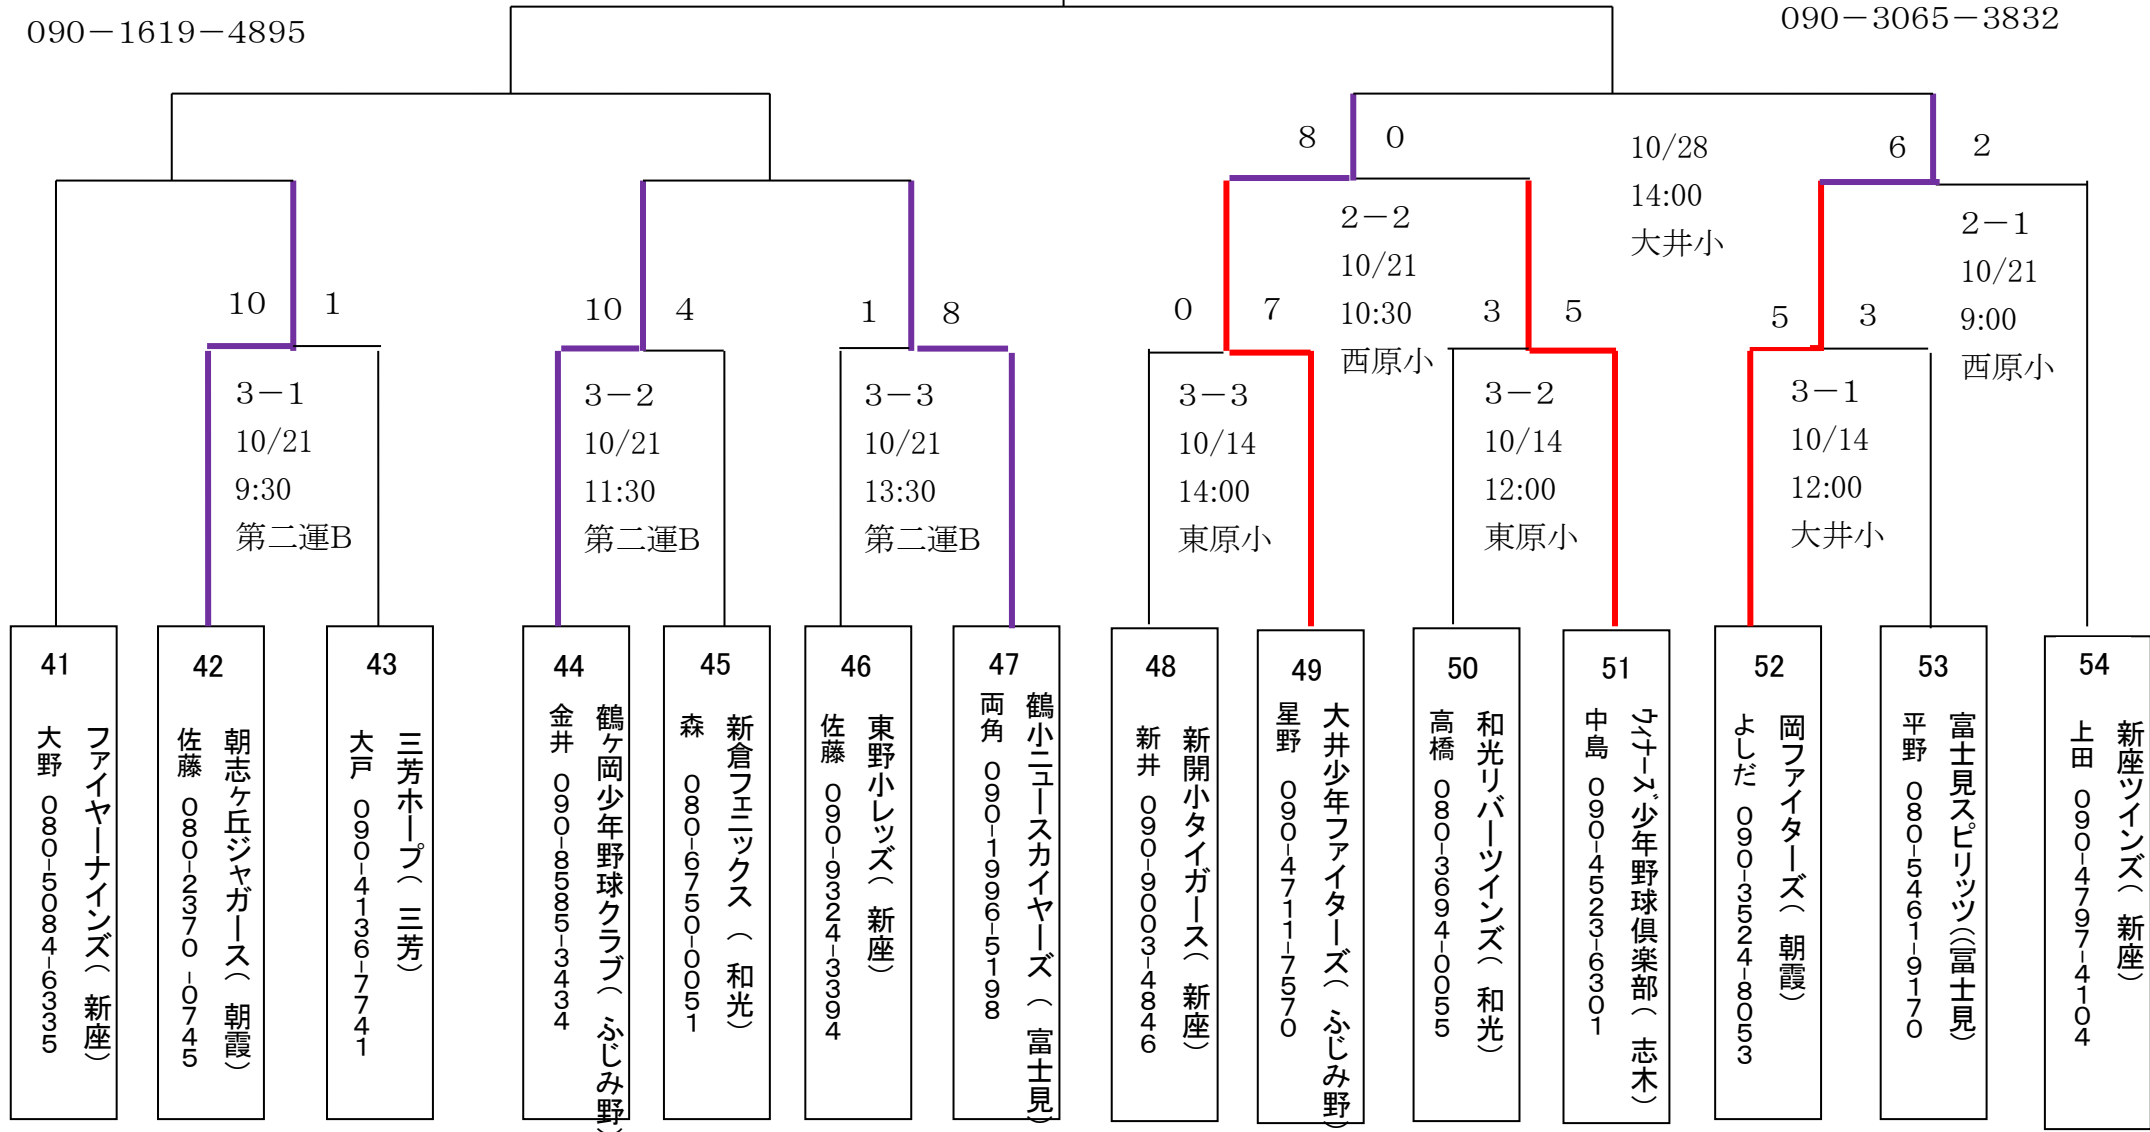 090－1619－4895
090－3065－3832
8 0
10/28
14:00
大井小
6 2
2－2
10/21
10:30
西原小
2－1
10/21
9:00
西原小
10 1
10 4
1 8
0 7
3 5
5 3
3－1
10/21
9:30
第二運B
3－2
10/21
11:30
第二運B
3－3
10/21
13:30
第二運B
3－3
10/14
14:00
東原小
3－2
10/14
12:00
東原小
3－1
10/14
12:00
大井小
41
ファイヤーナインズ（ 新座）
大野 080-5084-6335
42
朝志ヶ丘ジャガース（ 朝霞）
佐藤 080-2370 -0745
43
三芳ホープ（ 三芳）
大戸 090-4136-7741
44
鶴ヶ岡少年野球クラブ（ ふじみ野）
金井 090-8585-3434
45
新倉フェニックス （ 和光）
森 080-6750-0051
46
東野小レッズ（ 新座）
佐藤 090-9324-3394
47
鶴小ニュースカイヤーズ （ 富士見）
両角 090-1996-5198
48
新開小タイガース（ 新座）
新井 090-9003-4846
49
大井少年ファイターズ（ ふじみ野）
星野 090-4711-7570
50
和光リバーツインズ（ 和光）
高橋 080-3694-0055
51
ウィナーズ少年野球倶楽部（ 志木）
中島 090-4523-6301
52
岡ファイターズ（ 朝霞）
よしだ 090-3524-8053
53
富士見スピリッツ（（富士見）
平野 080-5461-9170
54
新座ツインズ（ 新座）
上田 090-4797-4104